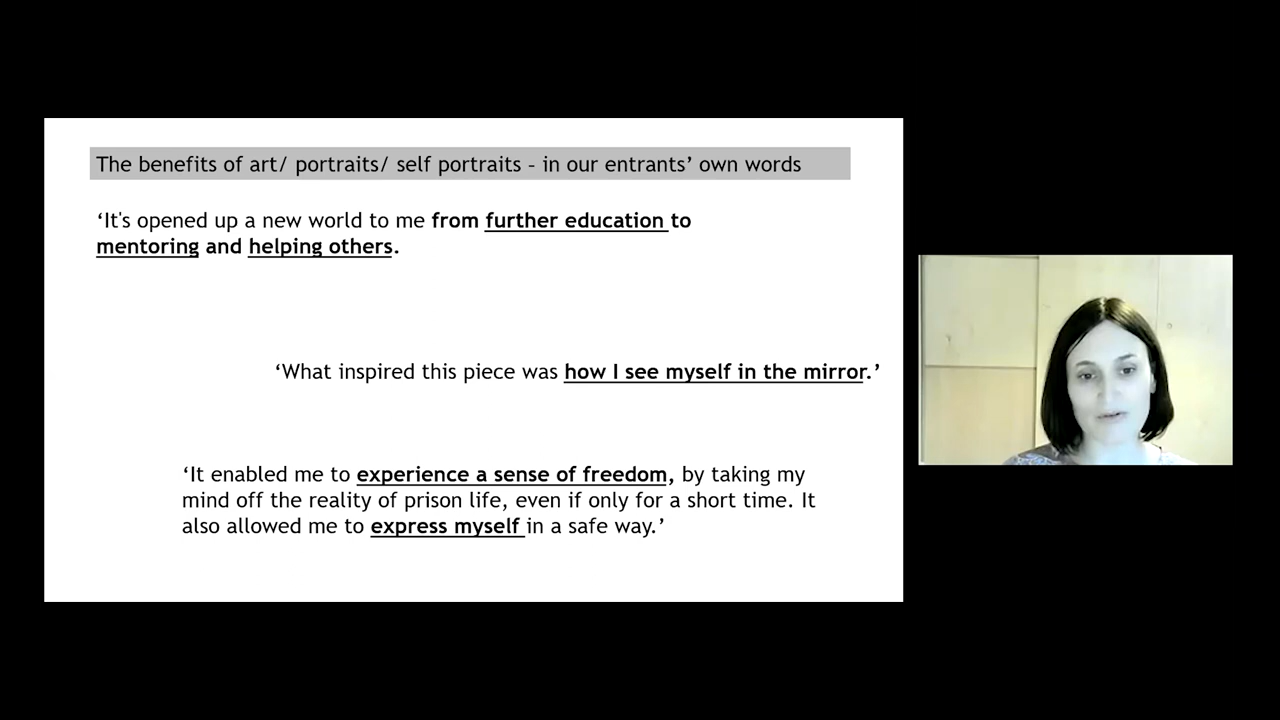 The benefits of art/ portraits/ self portraits – in our entrants’ own words
‘It's opened up a new world to me from further education to
mentoring and helping others.
‘What inspired this piece was how I see myself in the mirror.’
‘It enabled me to experience a sense of freedom, by taking my
mind off the reality of prison life, even if only for a short time. It
also allowed me to express myself in a safe way.’